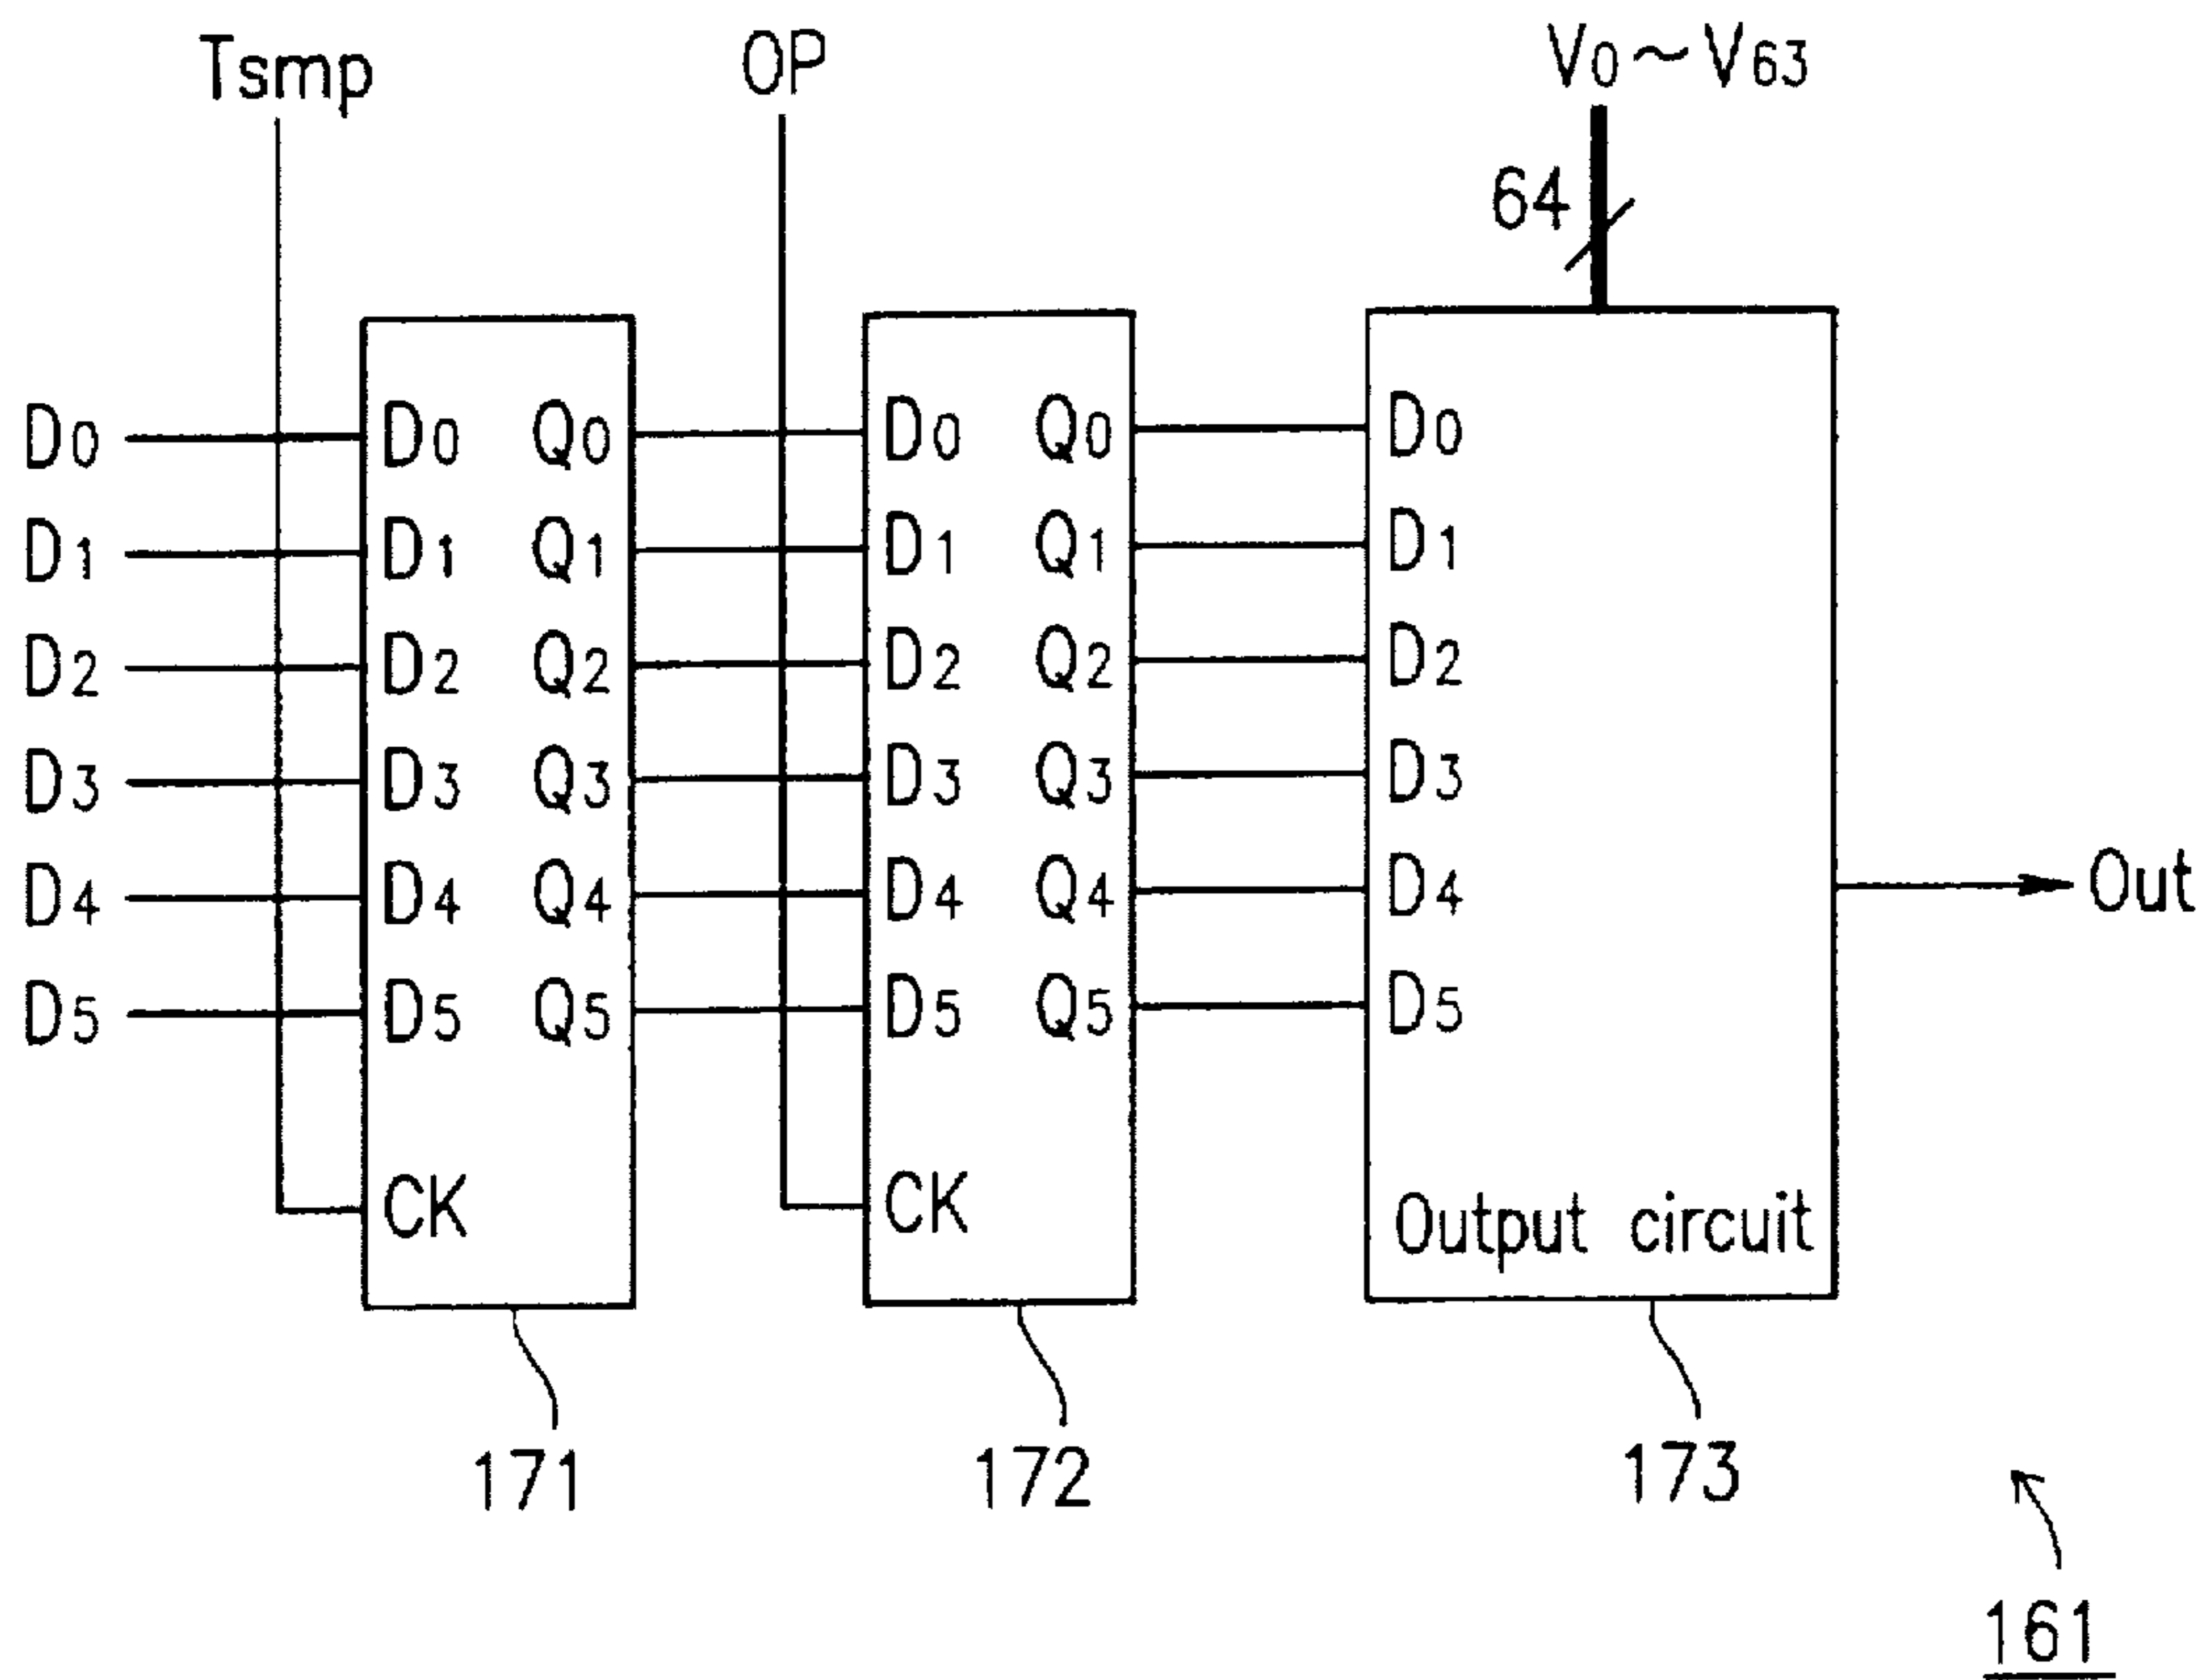 Tsmp OP V0~V63
64
D0 D0 Q0 D0 Q0 D0
D1 D1 Q1 D1 Q1 D1
D2 D2 Q2 D2 Q2 D2
D3 D3 Q3 D3 Q3 D3
D4 D4 Q4 D4 Q4 D4 Out
D5 D5 Q5 D5 Q5 D5
CK CK Output circuit
171 172 173
161